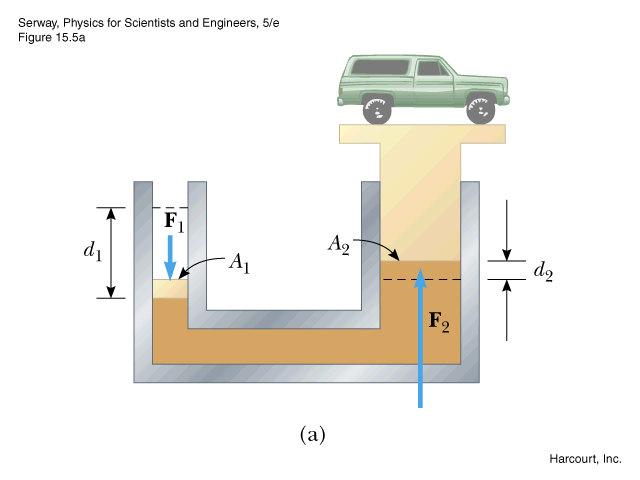 Serway, Physics for Scientists and Engineers, 5/e
Figure 15.5a
F1
d1
A1
A2
d2
F2
(a)
Harcourt, Inc.